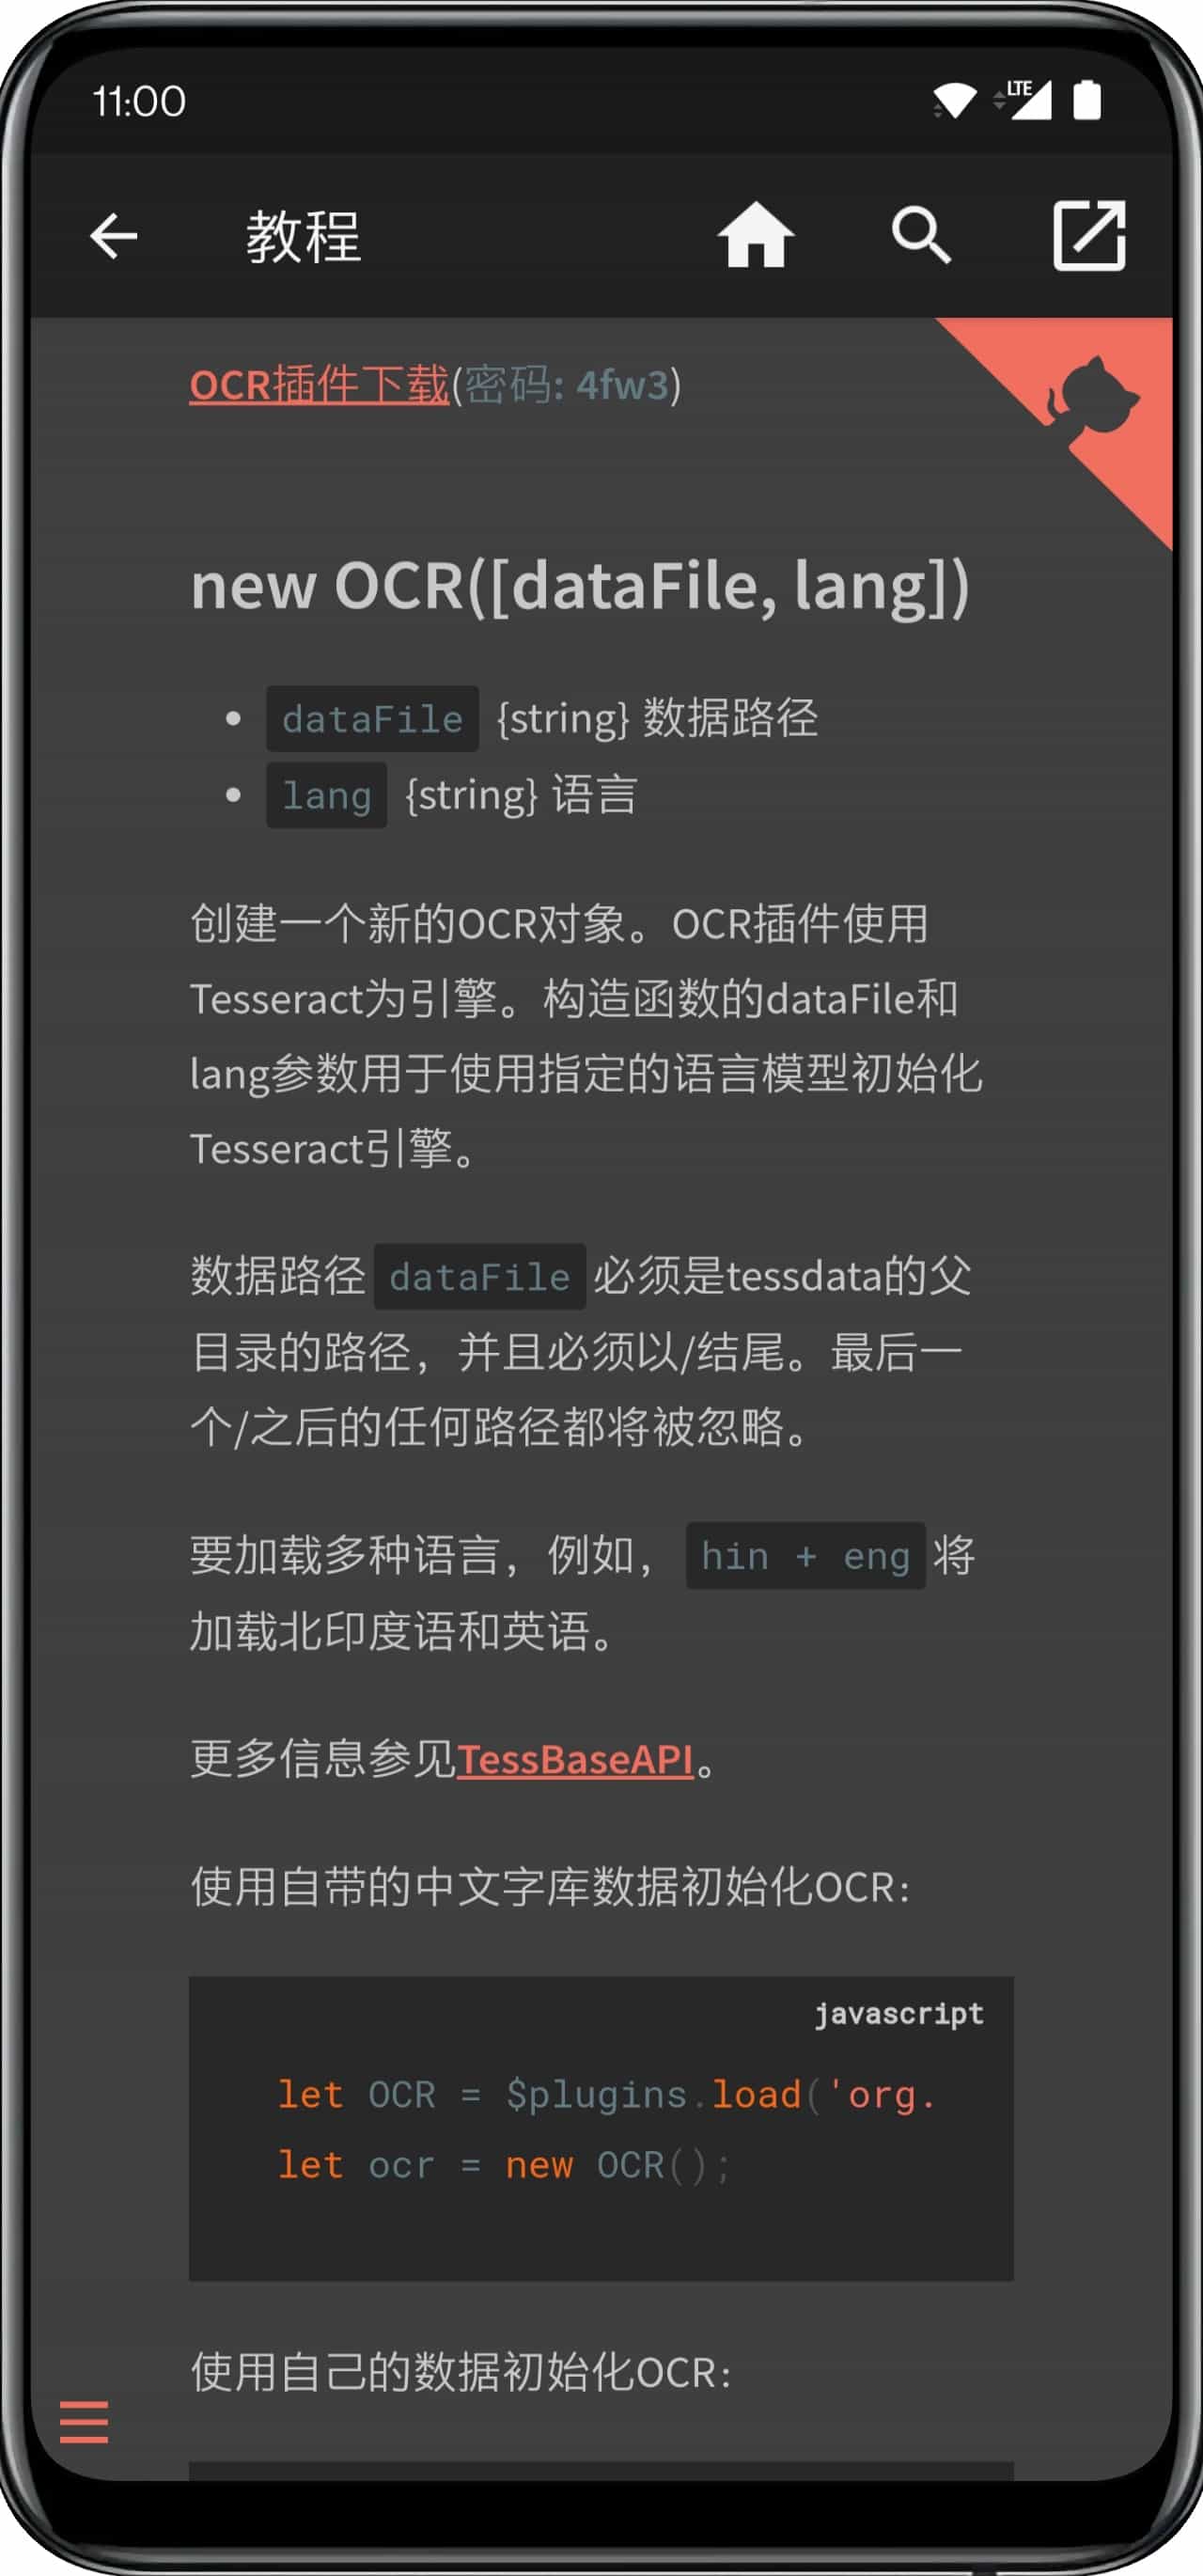 11:00
LTE
教程
OCR插件下载(密码: 4fw3)
new OCR([dataFile, lang])
• dataFile {string} 数据路径
• lang {string} 语言
创建一个新的OCR对象。OCR插件使用
Tesseract为引擎。构造函数的dataFile和
lang参数用于使用指定的语言模型初始化
Tesseract引擎。
数据路径 dataFile 必须是tessdata的父
目录的路径，并且必须以/结尾。最后一
个/之后的任何路径都将被忽略。
要加载多种语言，例如， hin + eng 将
加载北印度语和英语。
更多信息参见TessBaseAPI。
使用自带的中文字库数据初始化OCR：
javascript
let OCR = $plugins.load('org.
let ocr = new OCR();
使用自己的数据初始化OCR：